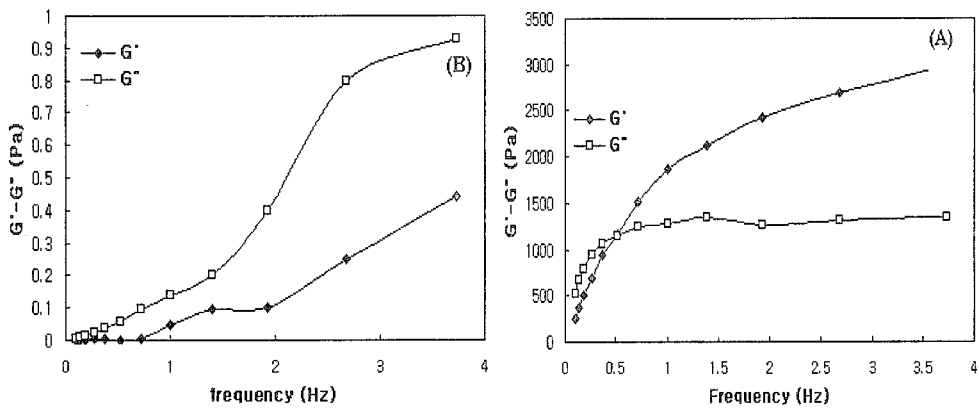 1
0.9
0.8
0.7
0.6
0.5
0.4
0.3
0.2
0.1
0
G'-G" (Pa)
G'
G"
(B)
0 1 2 3 4
frequency (Hz)
3500
3000
2500
2000
1500
1000
500
0
G'-G" (Pa)
G'
G"
(A)
0 0.5 1 1.5 2 2.5 3 3.5 4
Frequency (Hz)